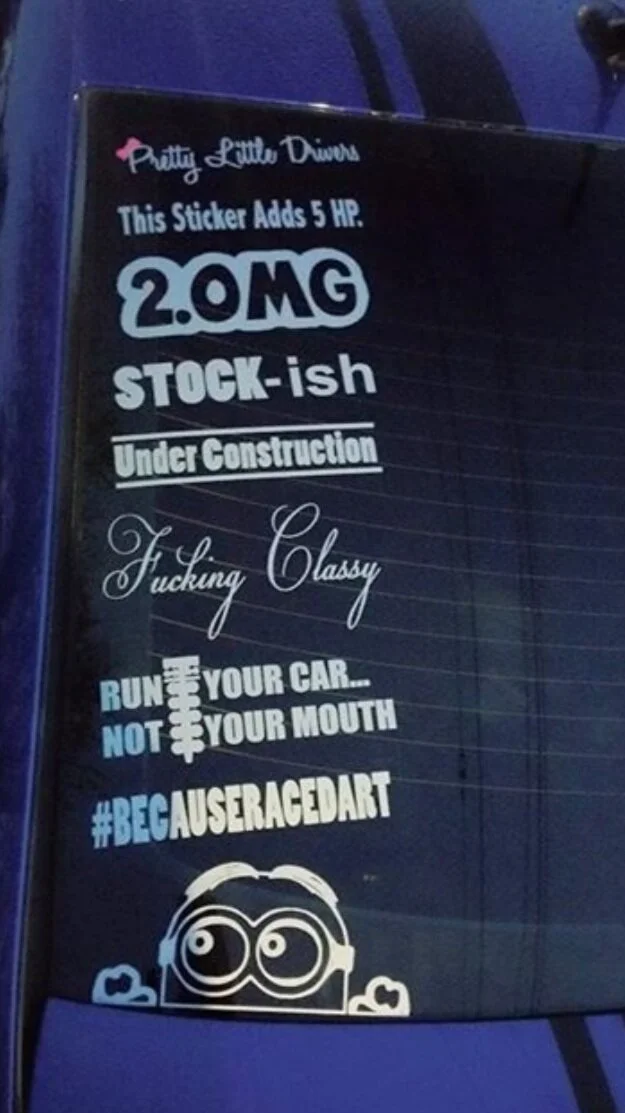 Pretty Little Drivers
This Sticker Adds 5 HP.
2.OMG
STOCK-ish
Under Construction
Fucking Classy
RUN YOUR CAR...
NOT YOUR MOUTH
#BECAUSERACEDART